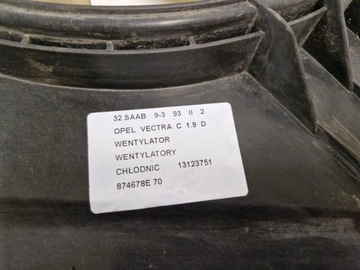 32.SAAB 9-3 93 II 2
OPEL VECTRA C 1.9 D
WENTYLATOR
WENTYLATORY
CHLODNIC 13123751
874678E 70